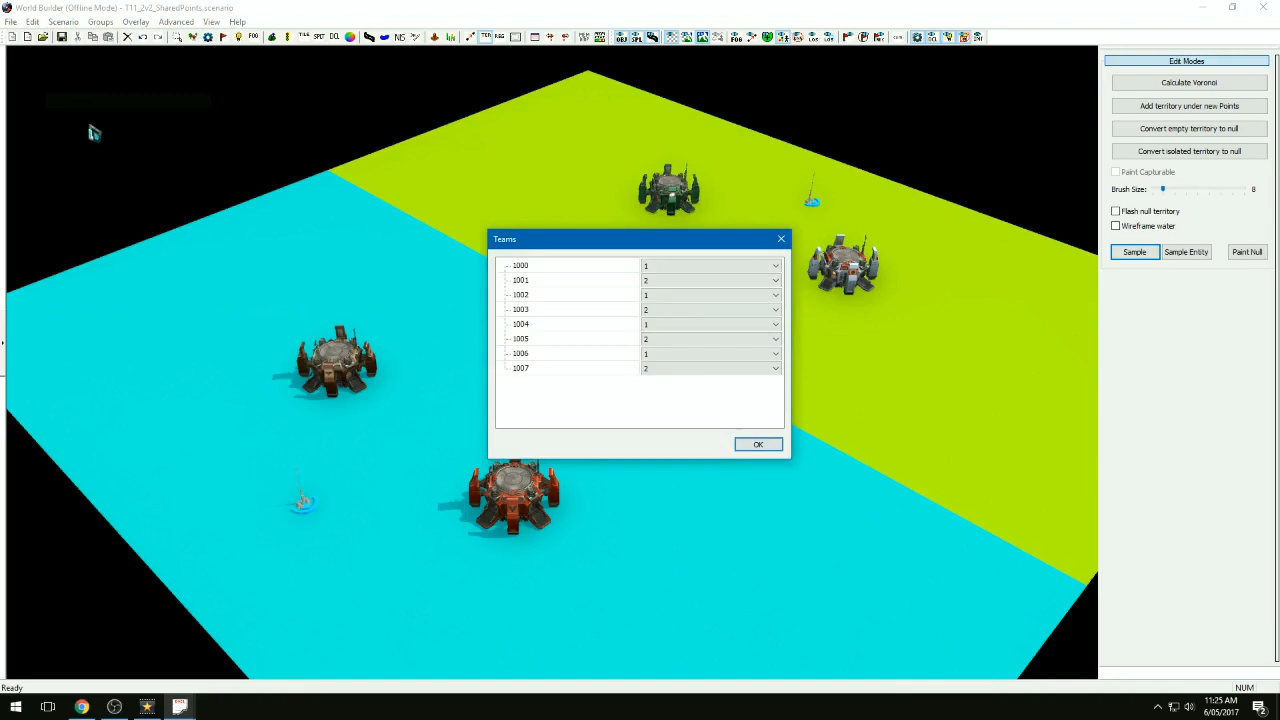 World Builder (Offline Mode) - T11_2v2_SharedPoints.scenario
File Edit Scenario Groups Overlay Advanced View Help
Edit Modes
Calculate Voronoi
Add territory under new Points
Convert empty territory to null
Convert isolated territory to null
Paint Capturable
Brush Size: 8
Flash null territory
Wireframe water
Sample Sample Entity Paint Null
Teams
1000 1
1001 2
1002 1
1003 2
1004 1
1005 2
1006 1
1007 2
OK
Ready NUM
11:25 AM
6/05/2017